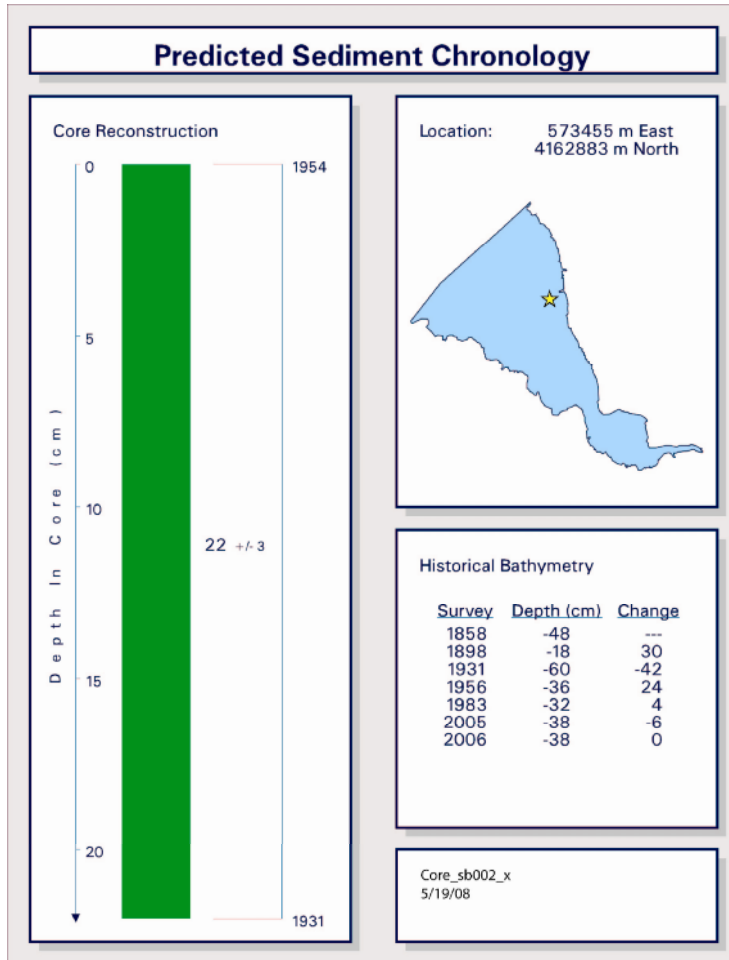 Predicted Sediment Chronology
Core Reconstruction
0
1954
5
Depth In Core (cm)
10
22 +/- 3
15
20
1931
Location: 573455 m East
4162883 m North
Historical Bathymetry
Survey Depth (cm) Change
1858 -48 ---
1898 -18 30
1931 -60 -42
1956 -36 24
1983 -32 4
2005 -38 -6
2006 -38 0
Core_sb002_x
5/19/08